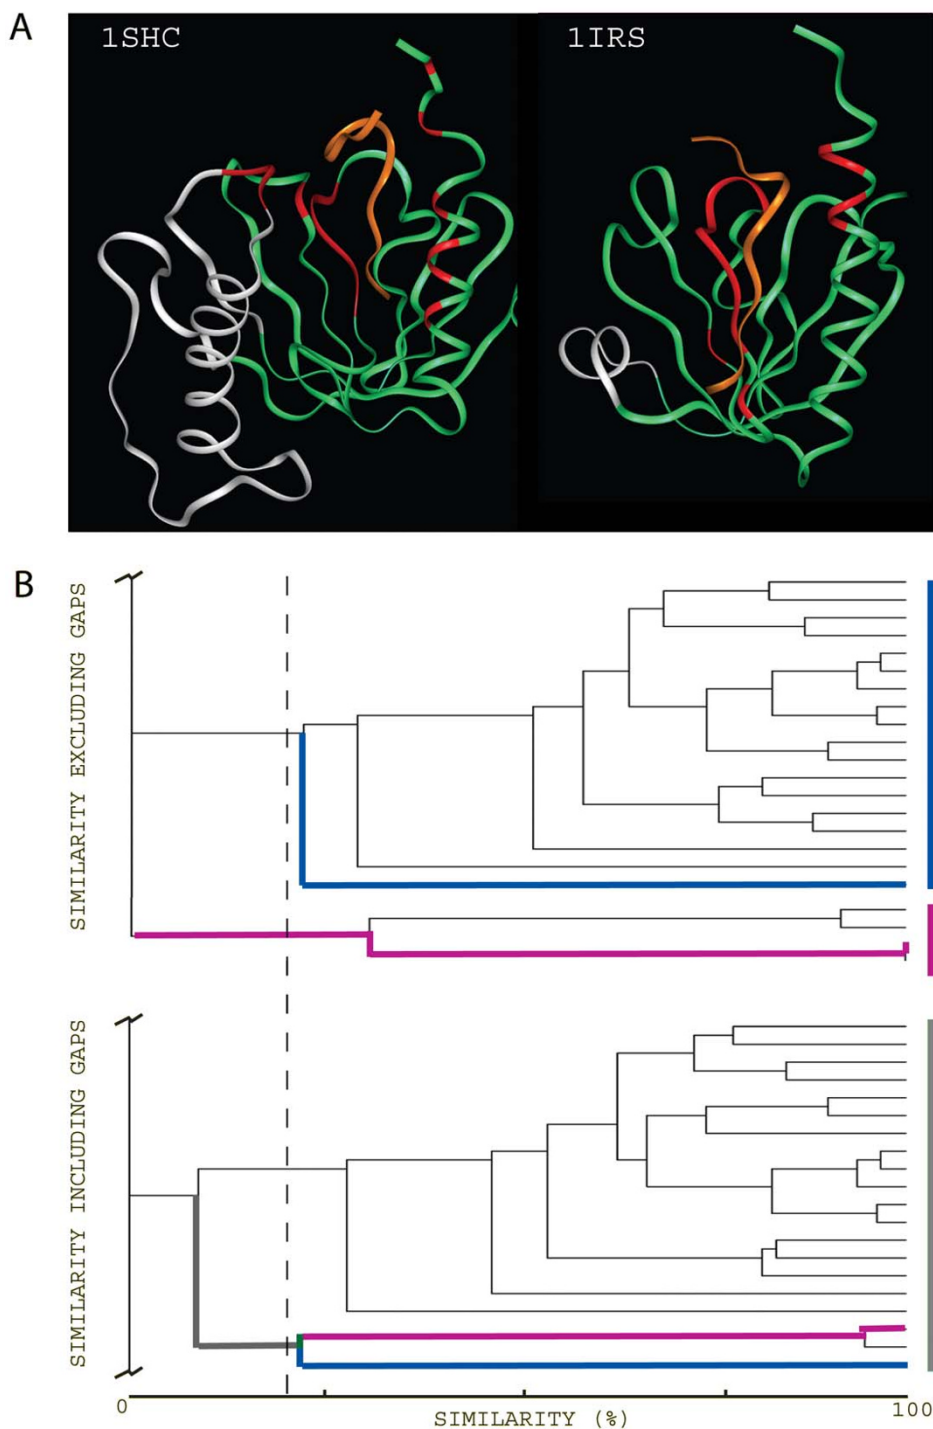 A
1SHC
1IRS
B
SIMILARITY EXCLUDING GAPS
SIMILARITY INCLUDING GAPS
0
SIMILARITY (%)
100